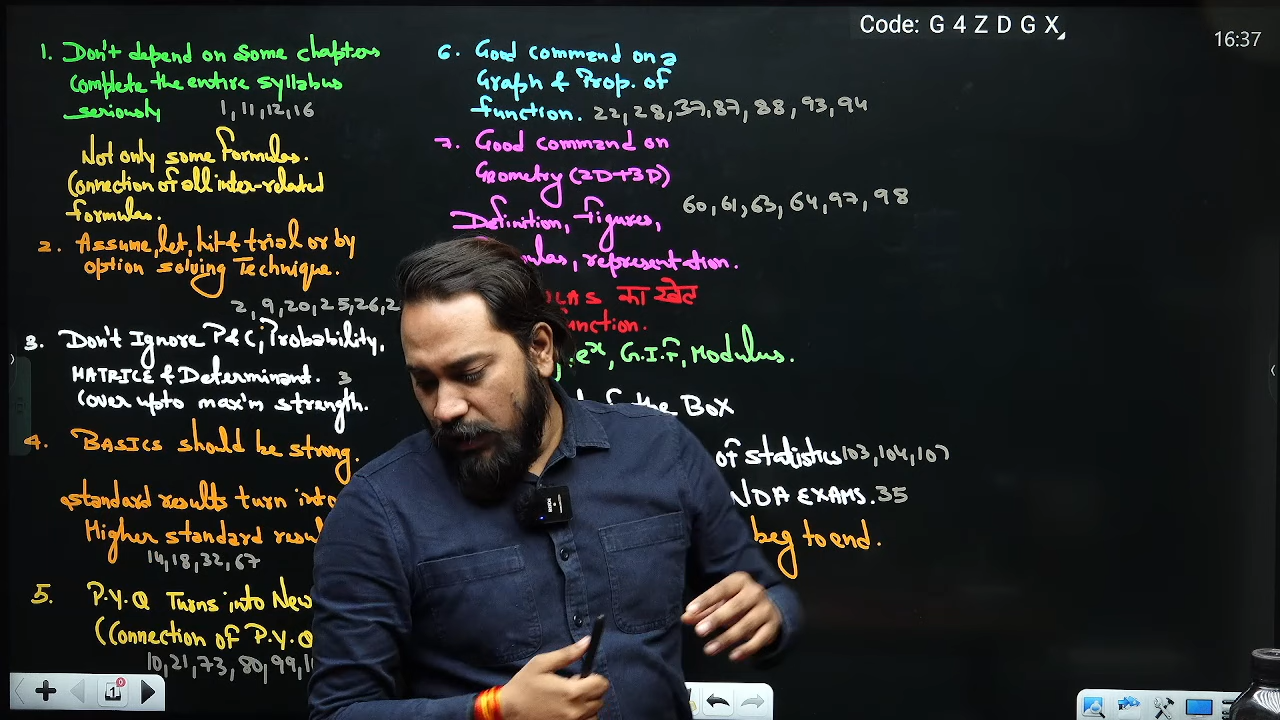 Code: G 4 Z D G X
16:37
1. Don't depend on some chapters
Complete the entire syllabus
seriously 1, 11, 12, 16
Not only some formulas.
Connection of all inter-related
formulas.
2. Assume, let, hit & trial or by
option solving Technique.
2, 9, 20, 25, 26,
3. Don't Ignore P & C, Probability,
MATRICE & Determinant. 3
Cover upto max'm strength.
4. BASICS should be strong.
standard results turn into
Higher standard
14, 18, 32, 67
5. P.Y.Q Turns into New
(Connection of P.Y.Q
10, 21, 73, 80, 99,
6. Good command on a
Graph & Prop. of
function. 22, 28, 37, 87, 88, 93, 94
7. Good command on
Geometry (2D+3D)
60, 61, 63, 64, 97, 98
Definition, figures,
representation.
का खेल
, e^x, G.I.F, Modulus.
the BOX
of statistics 103, 104, 107
NDA EXAMS. 35
beg to end.
1